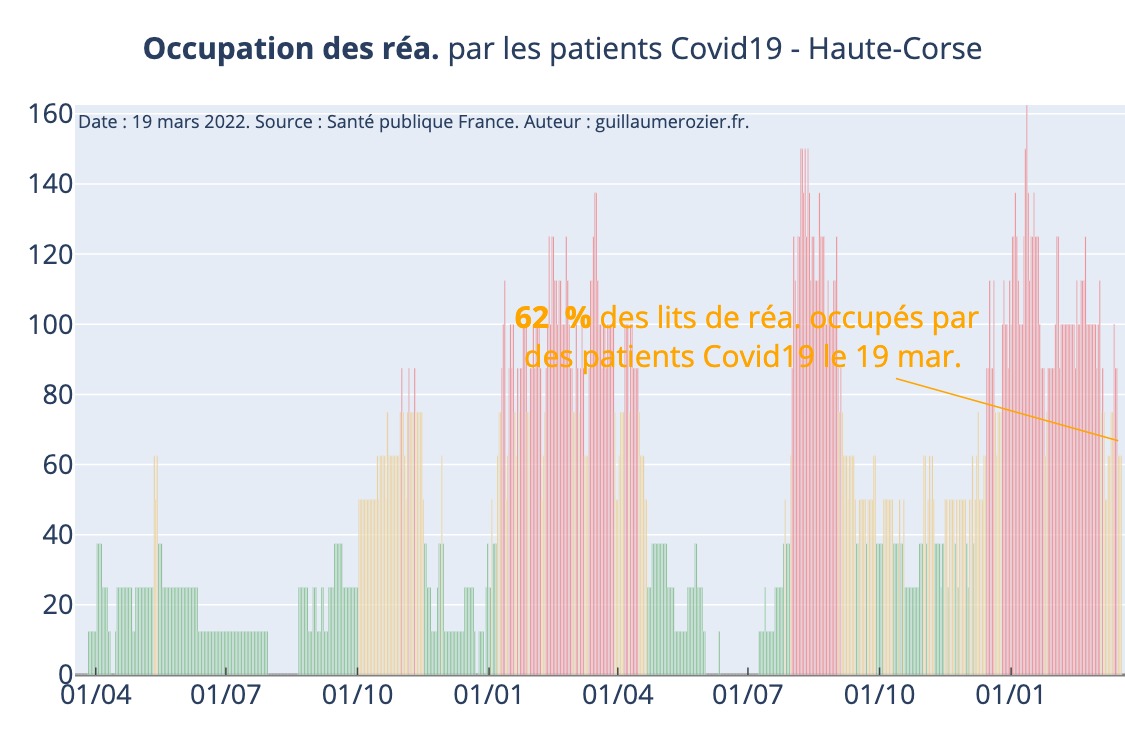 Occupation des réa. par les patients Covid19 - Haute-Corse
Date : 19 mars 2022. Source : Santé publique France. Auteur : guillaumerozier.fr.
160
140
120
100
80
60
40
20
0
62 % des lits de réa. occupés par
des patients Covid19 le 19 mar.
01/04 01/07 01/10 01/01 01/04 01/07 01/10 01/01